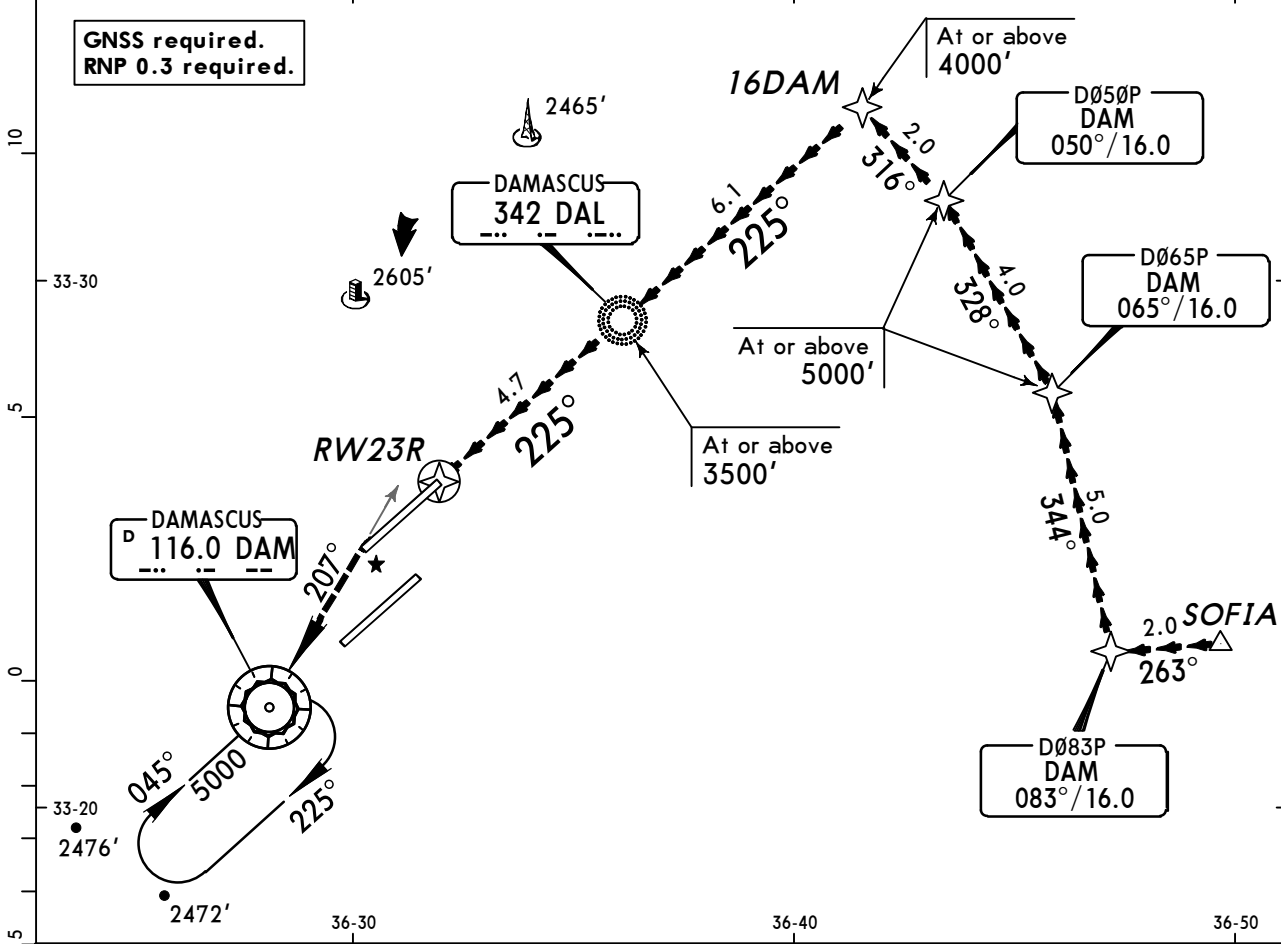 GNSS required.
RNP 0.3 required.
At or above
4000'
16DAM
DØ5ØP
DAM
050°/16.0
2465'
2.0
316°
10
DAMASCUS
342 DAL
6.1
225°
2605'
33-30
DØ65P
DAM
065°/16.0
4.0
328°
At or above
5000'
4.7
225°
5
RW23R
At or above
3500'
5.0
344°
DAMASCUS
D 116.0 DAM
207°
SOFIA
2.0
263°
0
DØ83P
DAM
083°/16.0
045°
5000
225°
33-20
2476'
2472'
5
36-30
36-40
36-50